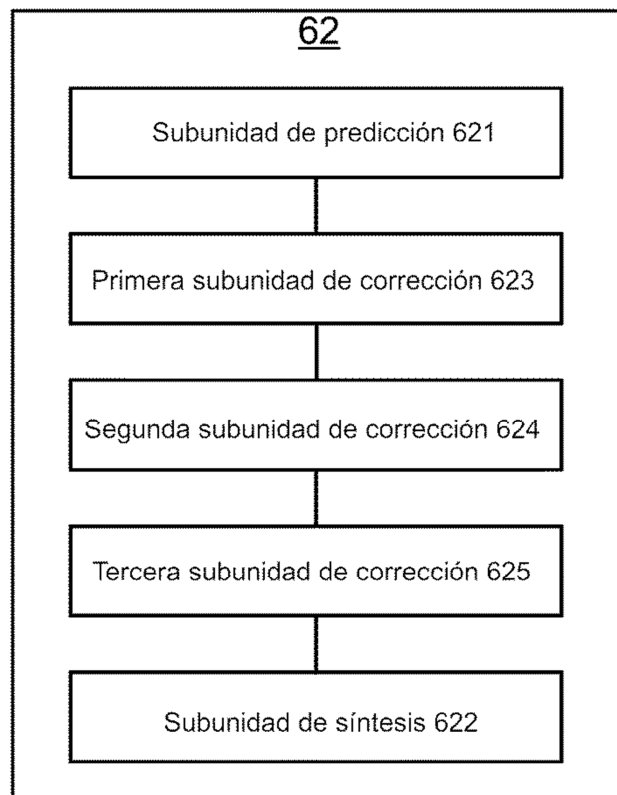 62
Subunidad de predicción 621
Primera subunidad de corrección 623
Segunda subunidad de corrección 624
Tercera subunidad de corrección 625
Subunidad de síntesis 622